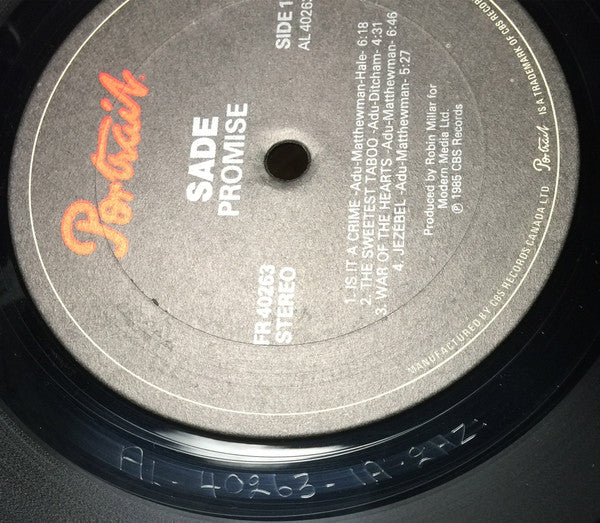 Portrait
SADE
PROMISE
SIDE 1
AL 40263
FR 40263
STEREO
1. IS IT A CRIME -Adu-Matthewman-Hale- 6:18
2. THE SWEETEST TABOO -Adu-Ditcham- 4:31
3. WAR OF THE HEARTS -Adu-Matthewman- 6:46
4. JEZEBEL -Adu-Matthewman- 5:27
Produced by Robin Millar for
Modern Media Ltd.
℗ 1985 CBS Records
MANUFACTURED BY CBS RECORDS CANADA LTD Portrait IS A TRADEMARK OF CBS RECOR
AL- 40263-1A-